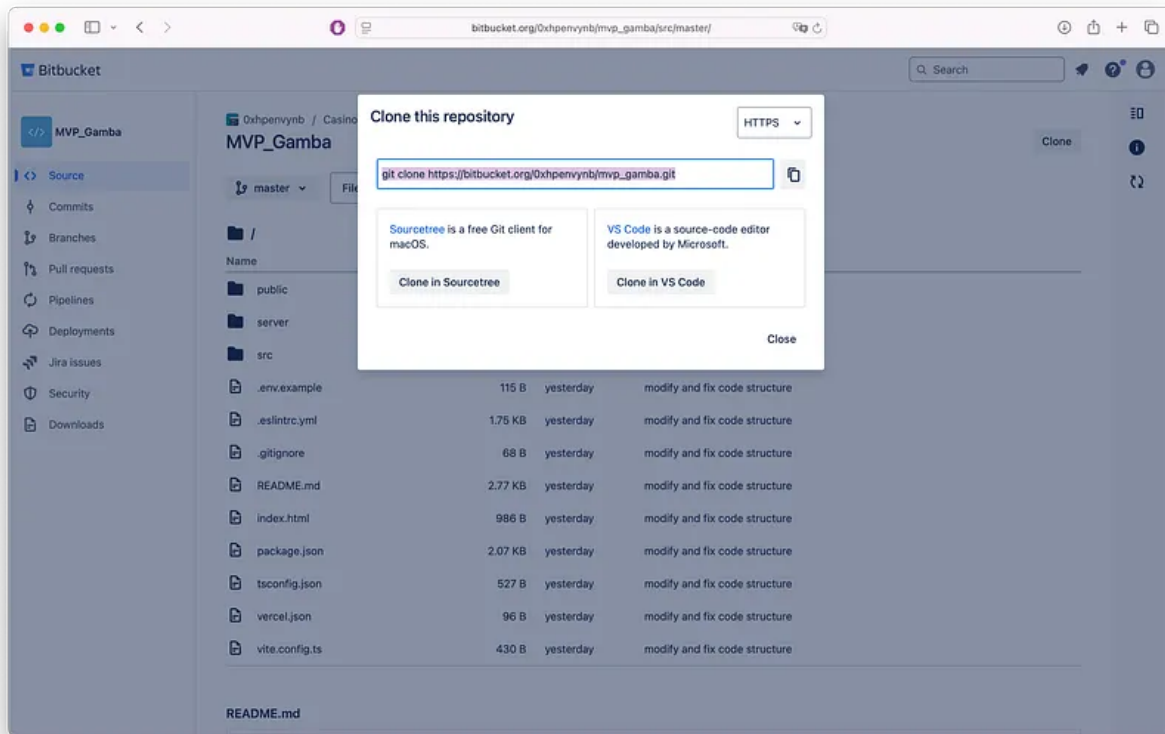 bitbucket.org/0xhpenvynb/mvp_gamba/src/master/
Bitbucket
Search
MVP_Gamba
Source
Commits
Branches
Pull requests
Pipelines
Deployments
Jira issues
Security
Downloads
0xhpenvynb / Casino
MVP_Gamba
Clone
master
File
/
Name
public
server
src
.env.example 115 B yesterday modify and fix code structure
.eslintrc.yml 1.75 KB yesterday modify and fix code structure
.gitignore 68 B yesterday modify and fix code structure
README.md 2.77 KB yesterday modify and fix code structure
index.html 986 B yesterday modify and fix code structure
package.json 2.07 KB yesterday modify and fix code structure
tsconfig.json 527 B yesterday modify and fix code structure
vercel.json 96 B yesterday modify and fix code structure
vite.config.ts 430 B yesterday modify and fix code structure
README.md
Clone this repository
HTTPS
git clone https://bitbucket.org/0xhpenvynb/mvp_gamba.git
Sourcetree is a free Git client for
macOS.
Clone in Sourcetree
VS Code is a source-code editor
developed by Microsoft.
Clone in VS Code
Close